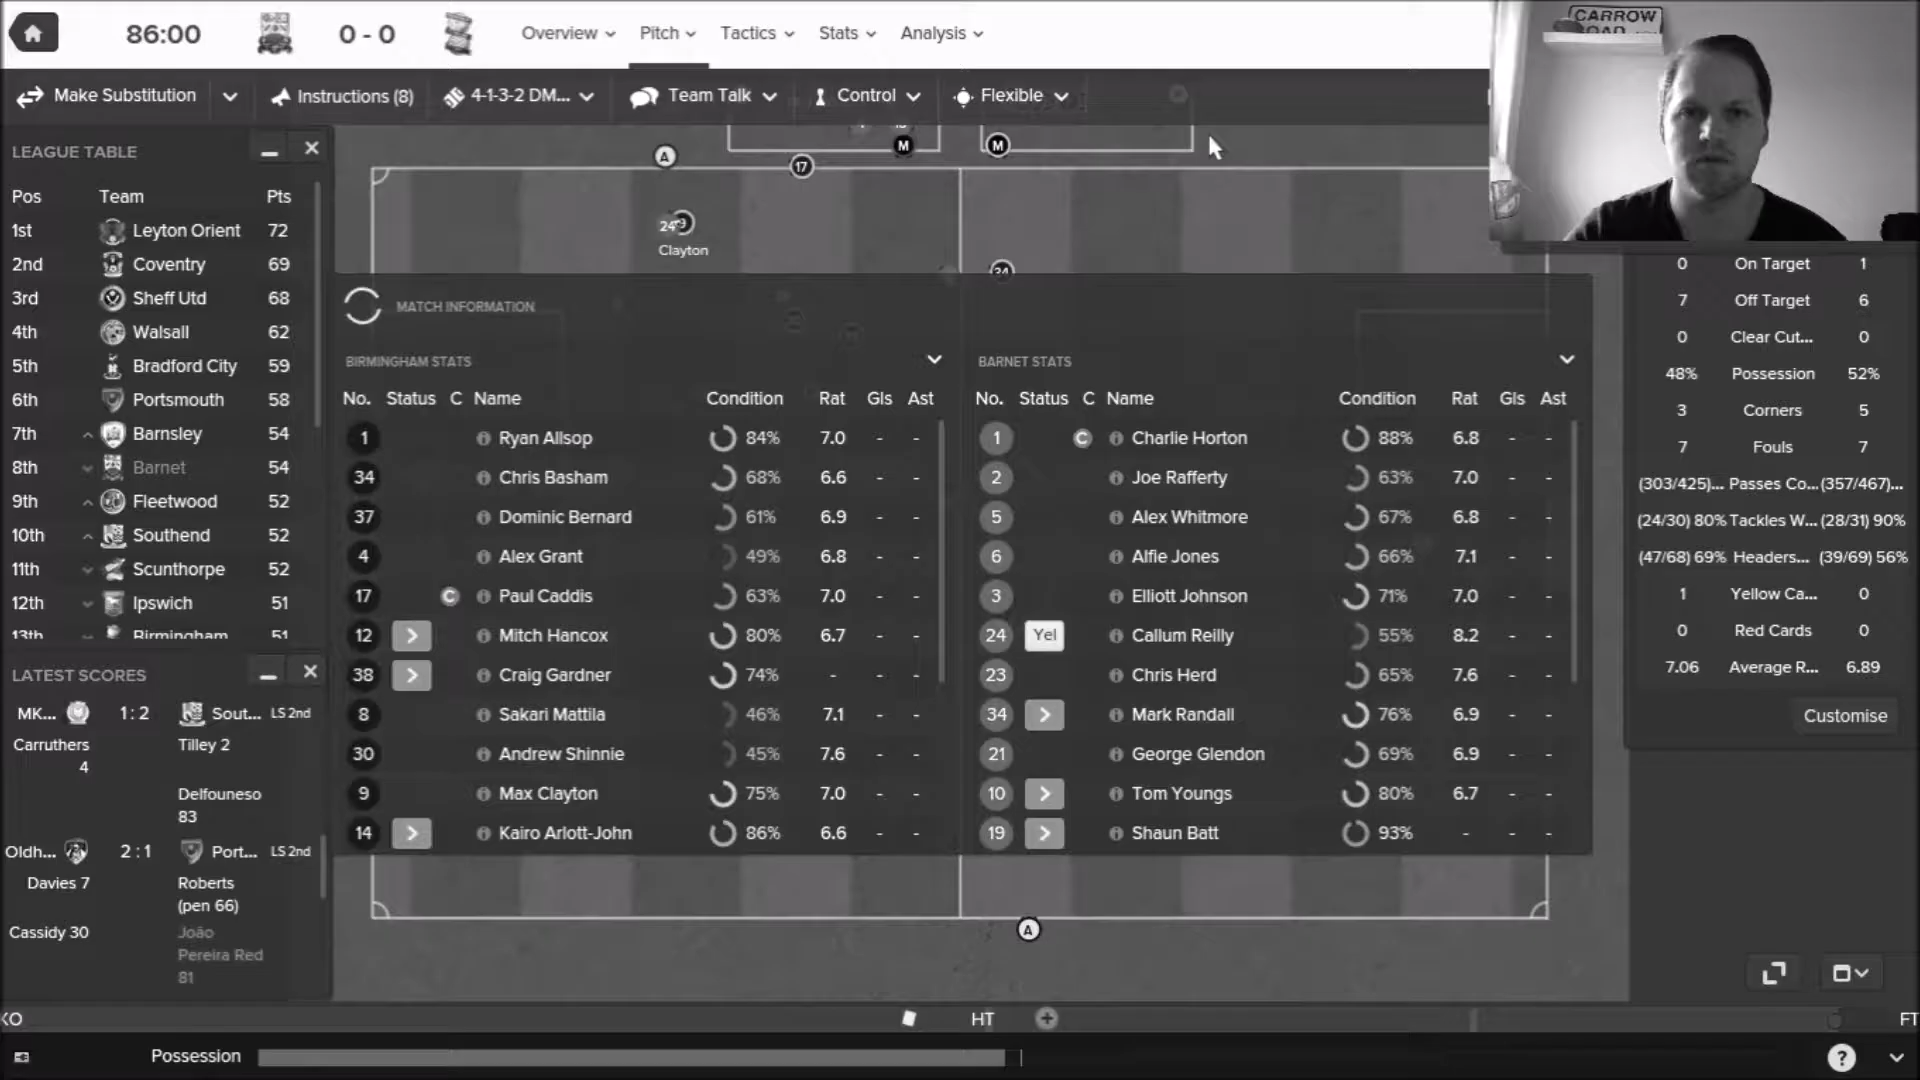 86:00
0 - 0
Overview
Pitch
Tactics
Stats
Analysis
CARROW
ROAD
Make Substitution
Instructions (8)
4-1-3-2 DM...
Team Talk
Control
Flexible
LEAGUE TABLE
Pos Team Pts
1st Leyton Orient 72
2nd Coventry 69
3rd Sheff Utd 68
4th Walsall 62
5th Bradford City 59
6th Portsmouth 58
7th Barnsley 54
8th Barnet 54
9th Fleetwood 52
10th Southend 52
11th Scunthorpe 52
12th Ipswich 51
13th Birmingham 51
A
17
M
M
24
Clayton
34
MATCH INFORMATION
BIRMINGHAM STATS
No. Status C Name Condition Rat Gls Ast
1 Ryan Allsop 84% 7.0 - -
34 Chris Basham 68% 6.6 - -
37 Dominic Bernard 61% 6.9 - -
4 Alex Grant 49% 6.8 - -
17 C Paul Caddis 63% 7.0 - -
12 Mitch Hancox 80% 6.7 - -
38 Craig Gardner 74% - - -
8 Sakari Mattila 46% 7.1 - -
30 Andrew Shinnie 45% 7.6 - -
9 Max Clayton 75% 7.0 - -
14 Kairo Arlott-John 86% 6.6 - -
BARNET STATS
No. Status C Name Condition Rat Gls Ast
1 C Charlie Horton 88% 6.8 - -
2 Joe Rafferty 63% 7.0 - -
5 Alex Whitmore 67% 6.8 - -
6 Alfie Jones 66% 7.1 - -
3 Elliott Johnson 71% 7.0 - -
24 Yel Callum Reilly 55% 8.2 - -
23 Chris Herd 65% 7.6 - -
34 Mark Randall 76% 6.9 - -
21 George Glendon 69% 6.9 - -
10 Tom Youngs 80% 6.7 - -
19 Shaun Batt 93% - - -
0 On Target 1
7 Off Target 6
0 Clear Cut... 0
48% Possession 52%
3 Corners 5
7 Fouls 7
(303/425)... Passes Co... (357/467)...
(24/30) 80% Tackles W... (28/31) 90%
(47/68) 69% Headers... (39/69) 56%
1 Yellow Ca... 0
0 Red Cards 0
7.06 Average R... 6.89
Customise
LATEST SCORES
MK... 1 : 2 Sout... LS 2nd
Carruthers
4
Tilley 2
Delfouneso
83
Oldh... 2 : 1 Port... LS 2nd
Davies 7
Roberts
(pen 66)
Cassidy 30
João
Pereira Red
81
A
KO
HT
FT
Possession
?